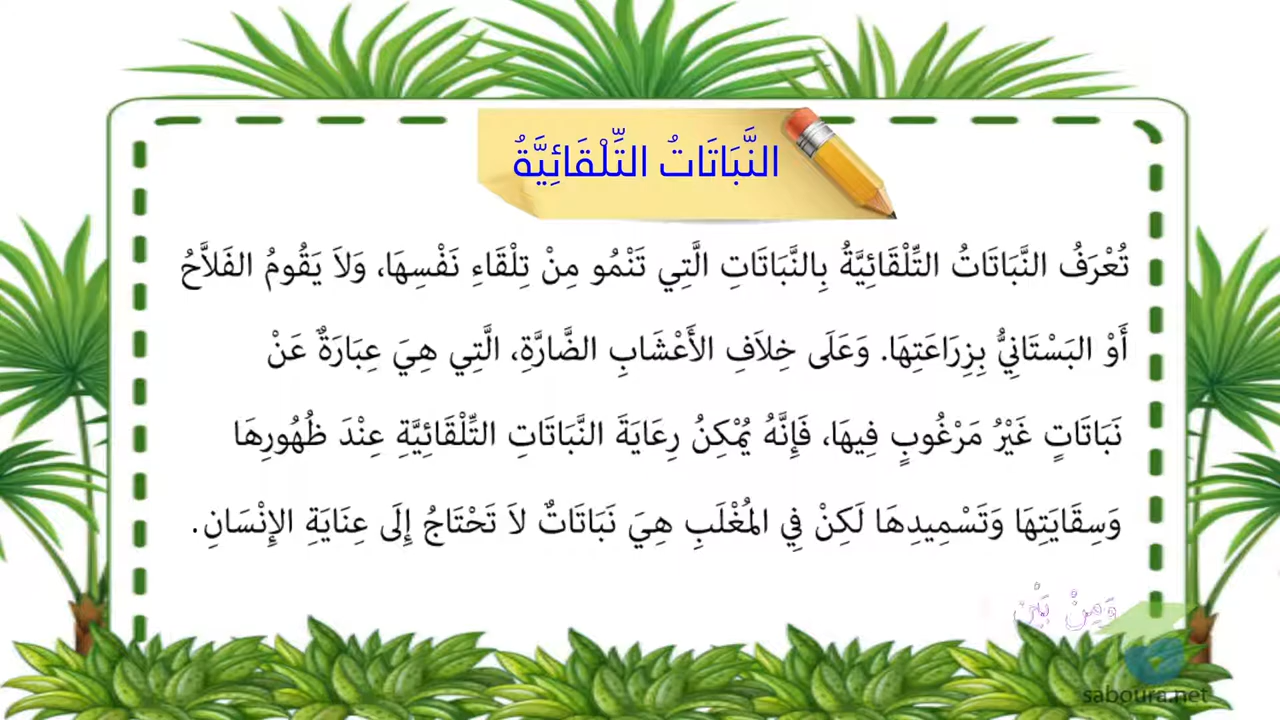 النَّبَاتَاتُ التِّلْقَائِيَّةُ
تُعْرَفُ النَّبَاتَاتُ التِّلْقَائِيَّةُ بِالنَّبَاتَاتِ الَّتِي تَنْمُو مِنْ تِلْقَاءِ نَفْسِهَا، وَلاَ يَقُومُ الفَلاَّحُ
أَوْ البَسْتَانِيُّ بِزِرَاعَتِهَا. وَعَلَى خِلاَفِ الأَعْشَابِ الضَّارَّةِ، الَّتِي هِيَ عِبَارَةٌ عَنْ
نَبَاتَاتٍ غَيْرُ مَرْغُوبٍ فِيهَا، فَإِنَّهُ يُمْكِنُ رِعَايَةَ النَّبَاتَاتِ التِّلْقَائِيَّةِ عِنْدَ ظُهُورِهَا
وَسِقَايَتِهَا وَتَسْمِيدِهَا لَكِنْ فِي المُغْلَبِ هِيَ نَبَاتَاتٌ لاَ تَحْتَاجُ إِلَى عِنَايَةِ الإِنْسَانِ.
وَمِنْ بَيْنِ
saboura.net